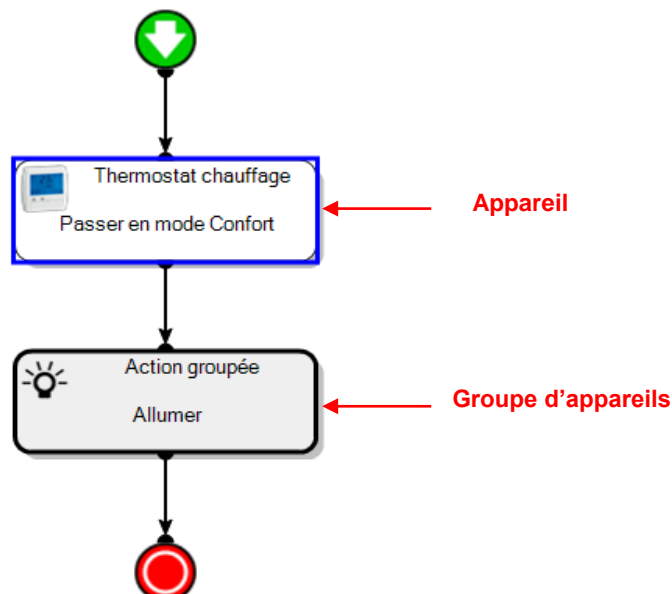 Thermostat chauffage
Passer en mode Confort
Appareil
Action groupée
Allumer
Groupe d'appareils